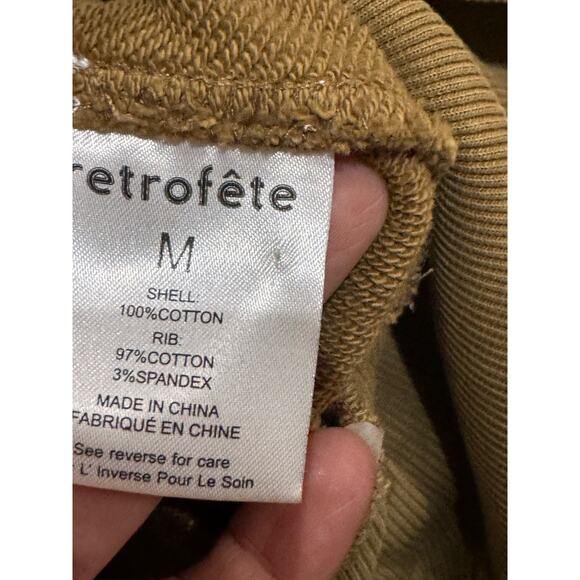 retrofête
M
SHELL:
100%COTTON
RIB:
97%COTTON
3%SPANDEX
MADE IN CHINA
FABRIQUÉ EN CHINE
See reverse for care
L' Inverse Pour Le Soin